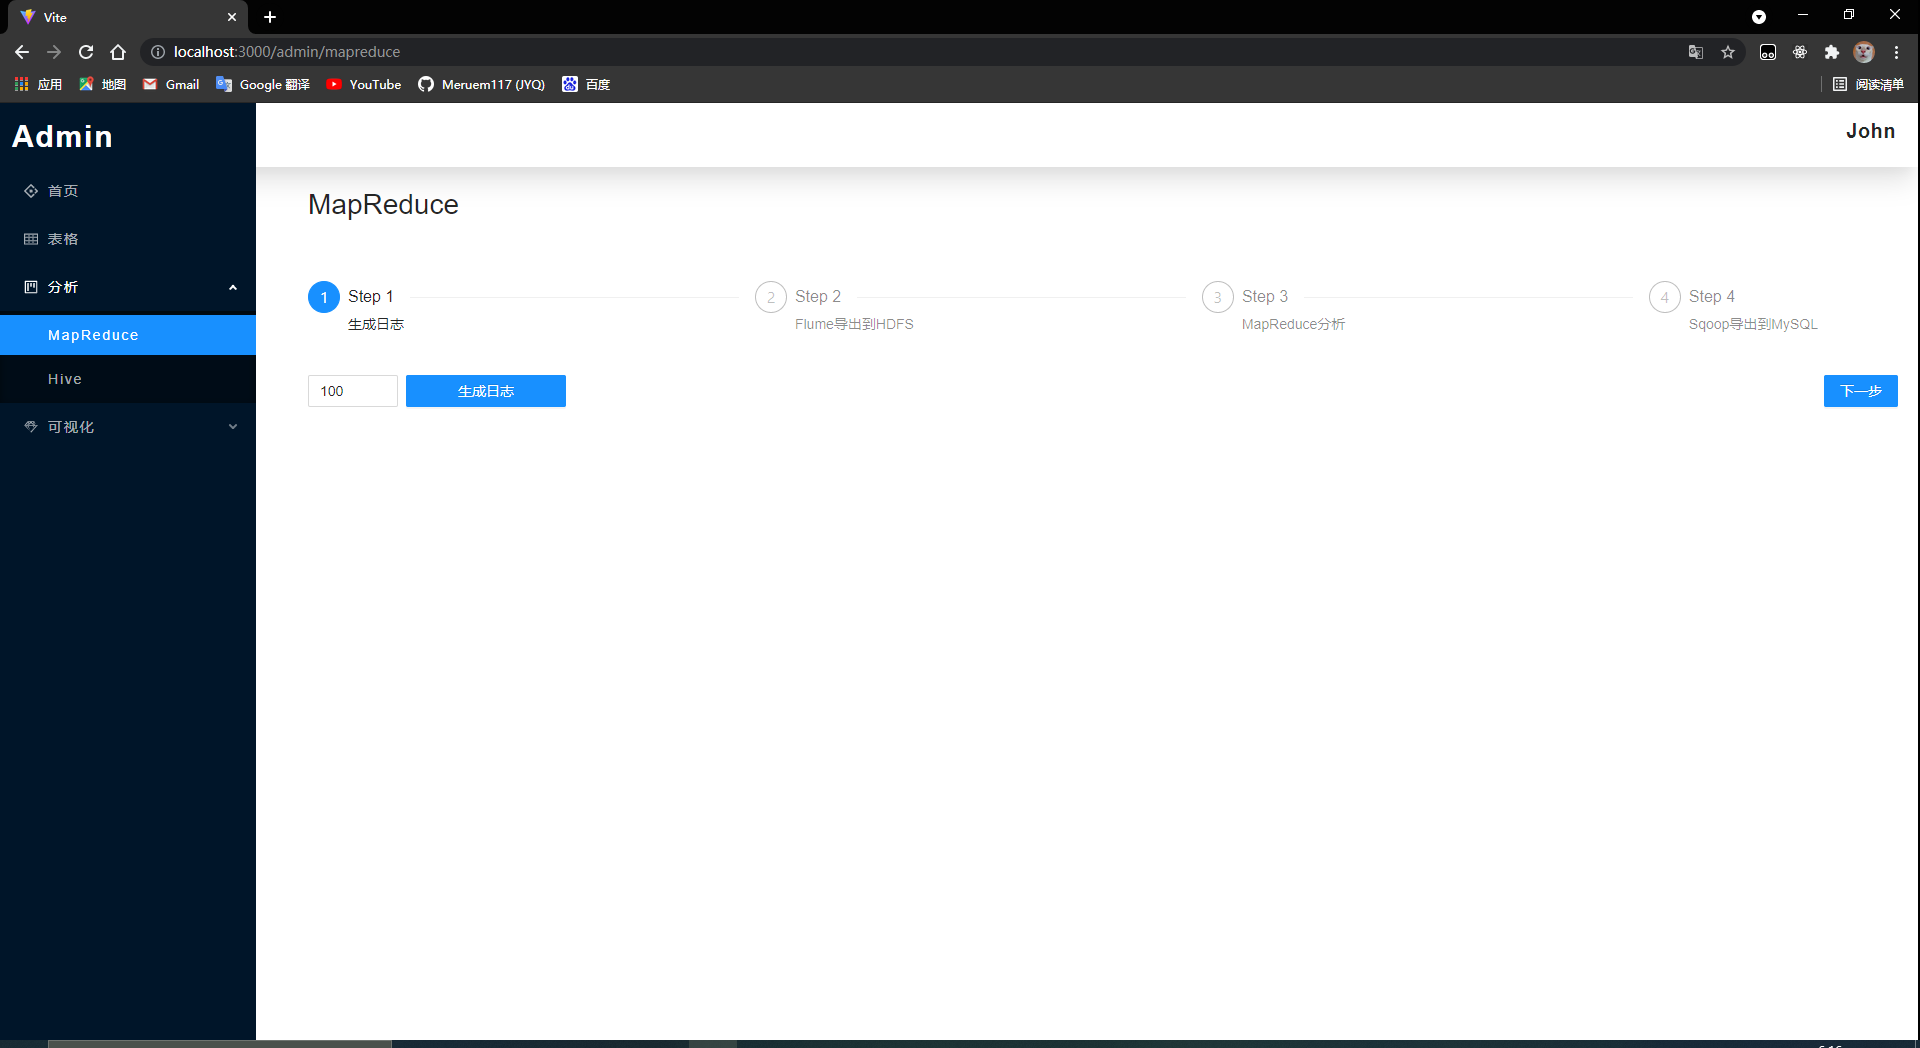 Vite
localhost:3000/admin/mapreduce
应用 地图 Gmail Google 翻译 YouTube Meruem117 (JYQ) 百度 阅读清单
Admin
John
首页
表格
分析
MapReduce
Hive
可视化
MapReduce
1 Step 1 2 Step 2 3 Step 3 4 Step 4
生成日志 Flume导出到HDFS MapReduce分析 Sqoop导出到MySQL
100 生成日志 下一步